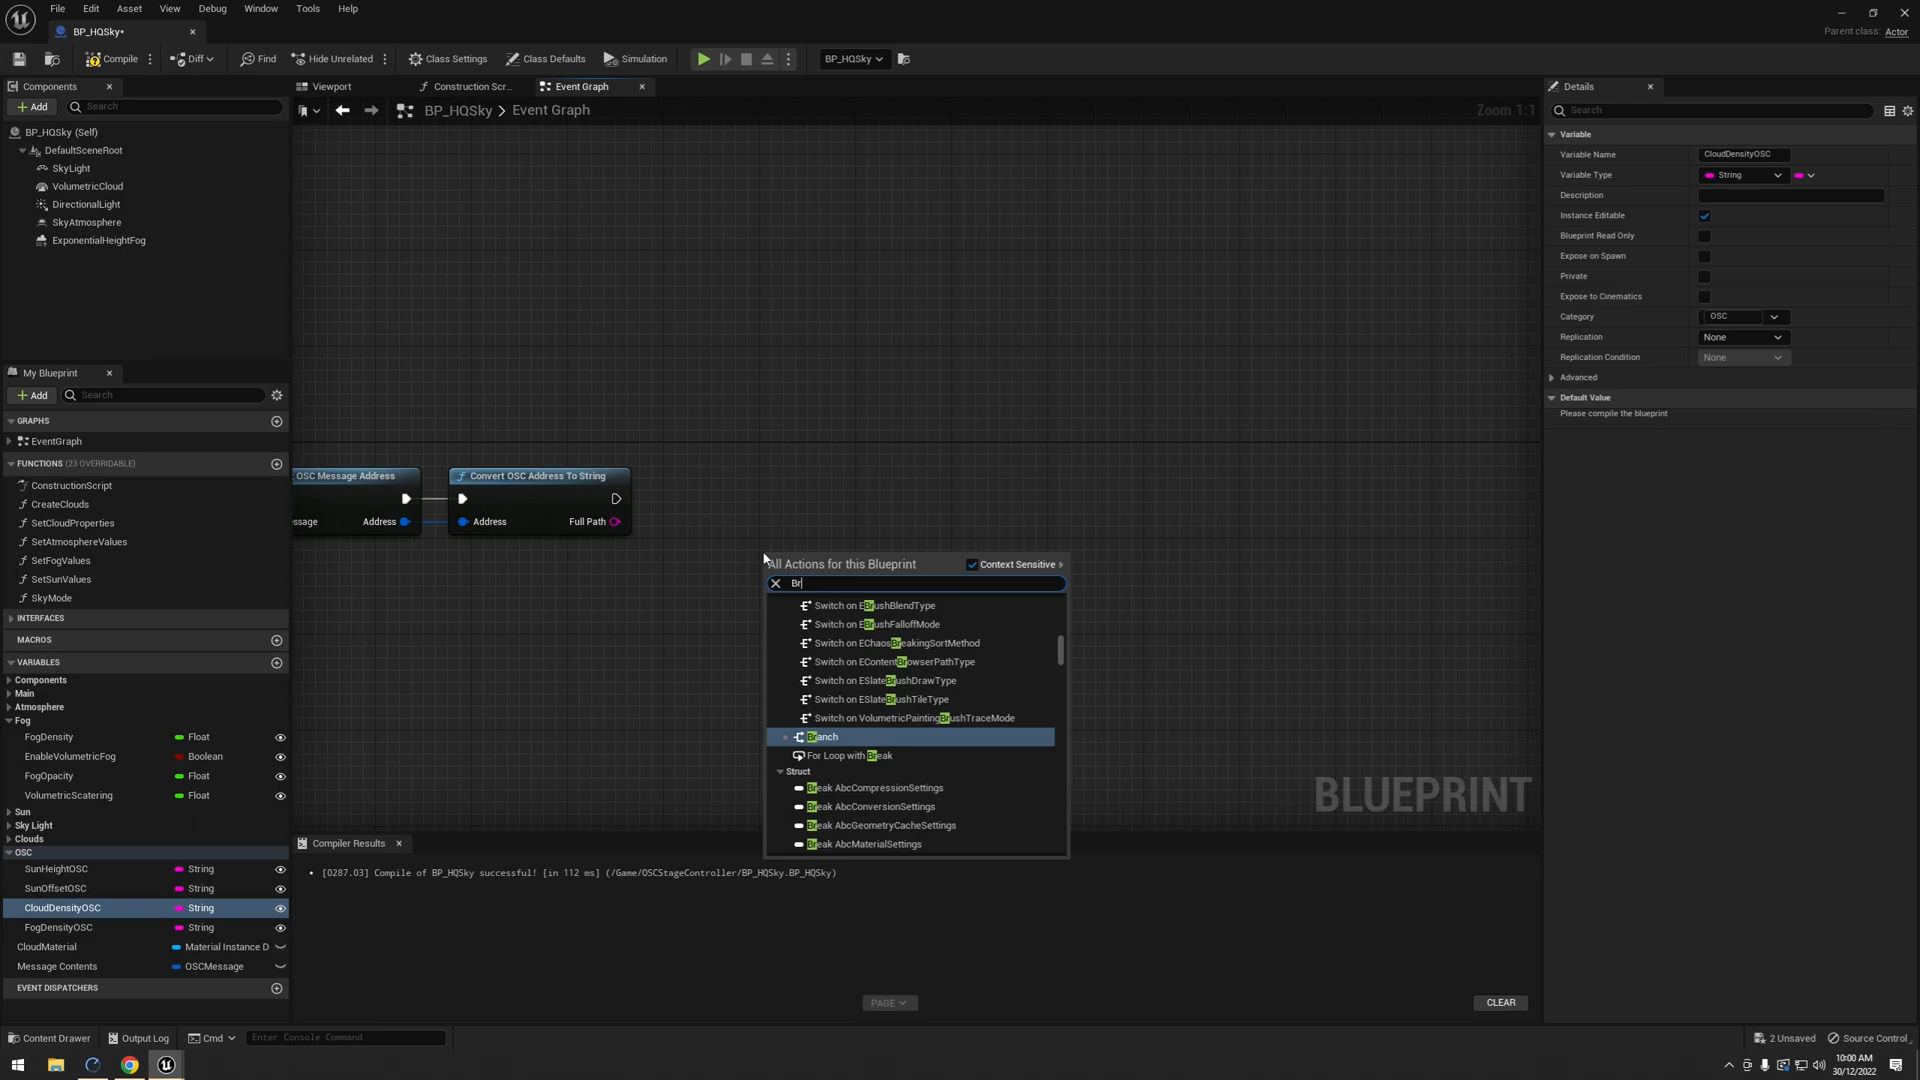 File Edit Asset View Debug Window Tools Help
BP_HQSky•
Parent class: Actor
Compile Diff Find Hide Unrelated Class Settings Class Defaults Simulation BP_HQSky
Components
Add Search
BP_HQSky (Self)
DefaultSceneRoot
SkyLight
VolumetricCloud
DirectionalLight
SkyAtmosphere
ExponentialHeightFog
My Blueprint
Add Search
GRAPHS
EventGraph
FUNCTIONS (23 OVERRIDABLE)
ConstructionScript
CreateClouds
SetCloudProperties
SetAtmosphereValues
SetFogValues
SetSunValues
SkyMode
INTERFACES
MACROS
VARIABLES
Components
Main
Atmosphere
Fog
FogDensity Float
EnableVolumetricFog Boolean
FogOpacity Float
VolumetricScatering Float
Sun
Sky Light
Clouds
OSC
SunHeightOSC String
SunOffsetOSC String
CloudDensityOSC String
FogDensityOSC String
CloudMaterial Material Instance D
Message Contents OSCMessage
EVENT DISPATCHERS
Viewport Construction Scr... Event Graph
BP_HQSky > Event Graph
Zoom 1:1
OSC Message Address
ssage Address
Convert OSC Address To String
Address Full Path
All Actions for this Blueprint Context Sensitive
Br
Switch on EBrushBlendType
Switch on EBrushFalloffMode
Switch on EChaosBreakingSortMethod
Switch on EContentBrowserPathType
Switch on ESlateBrushDrawType
Switch on ESlateBrushTileType
Switch on VolumetricPaintingBrushTraceMode
Branch
For Loop with Break
Struct
Break AbcCompressionSettings
Break AbcConversionSettings
Break AbcGeometryCacheSettings
Break AbcMaterialSettings
BLUEPRINT
Compiler Results
[0287.03] Compile of BP_HQSky successful! [in 112 ms] (/Game/OSCStageController/BP_HQSky.BP_HQSky)
PAGE
CLEAR
Details
Search
Variable
Variable Name CloudDensityOSC
Variable Type String
Description
Instance Editable
Blueprint Read Only
Expose on Spawn
Private
Expose to Cinematics
Category OSC
Replication None
Replication Condition None
Advanced
Default Value
Please compile the blueprint
Content Drawer Output Log Cmd Enter Console Command
2 Unsaved Source Control
10:00 AM
30/12/2022